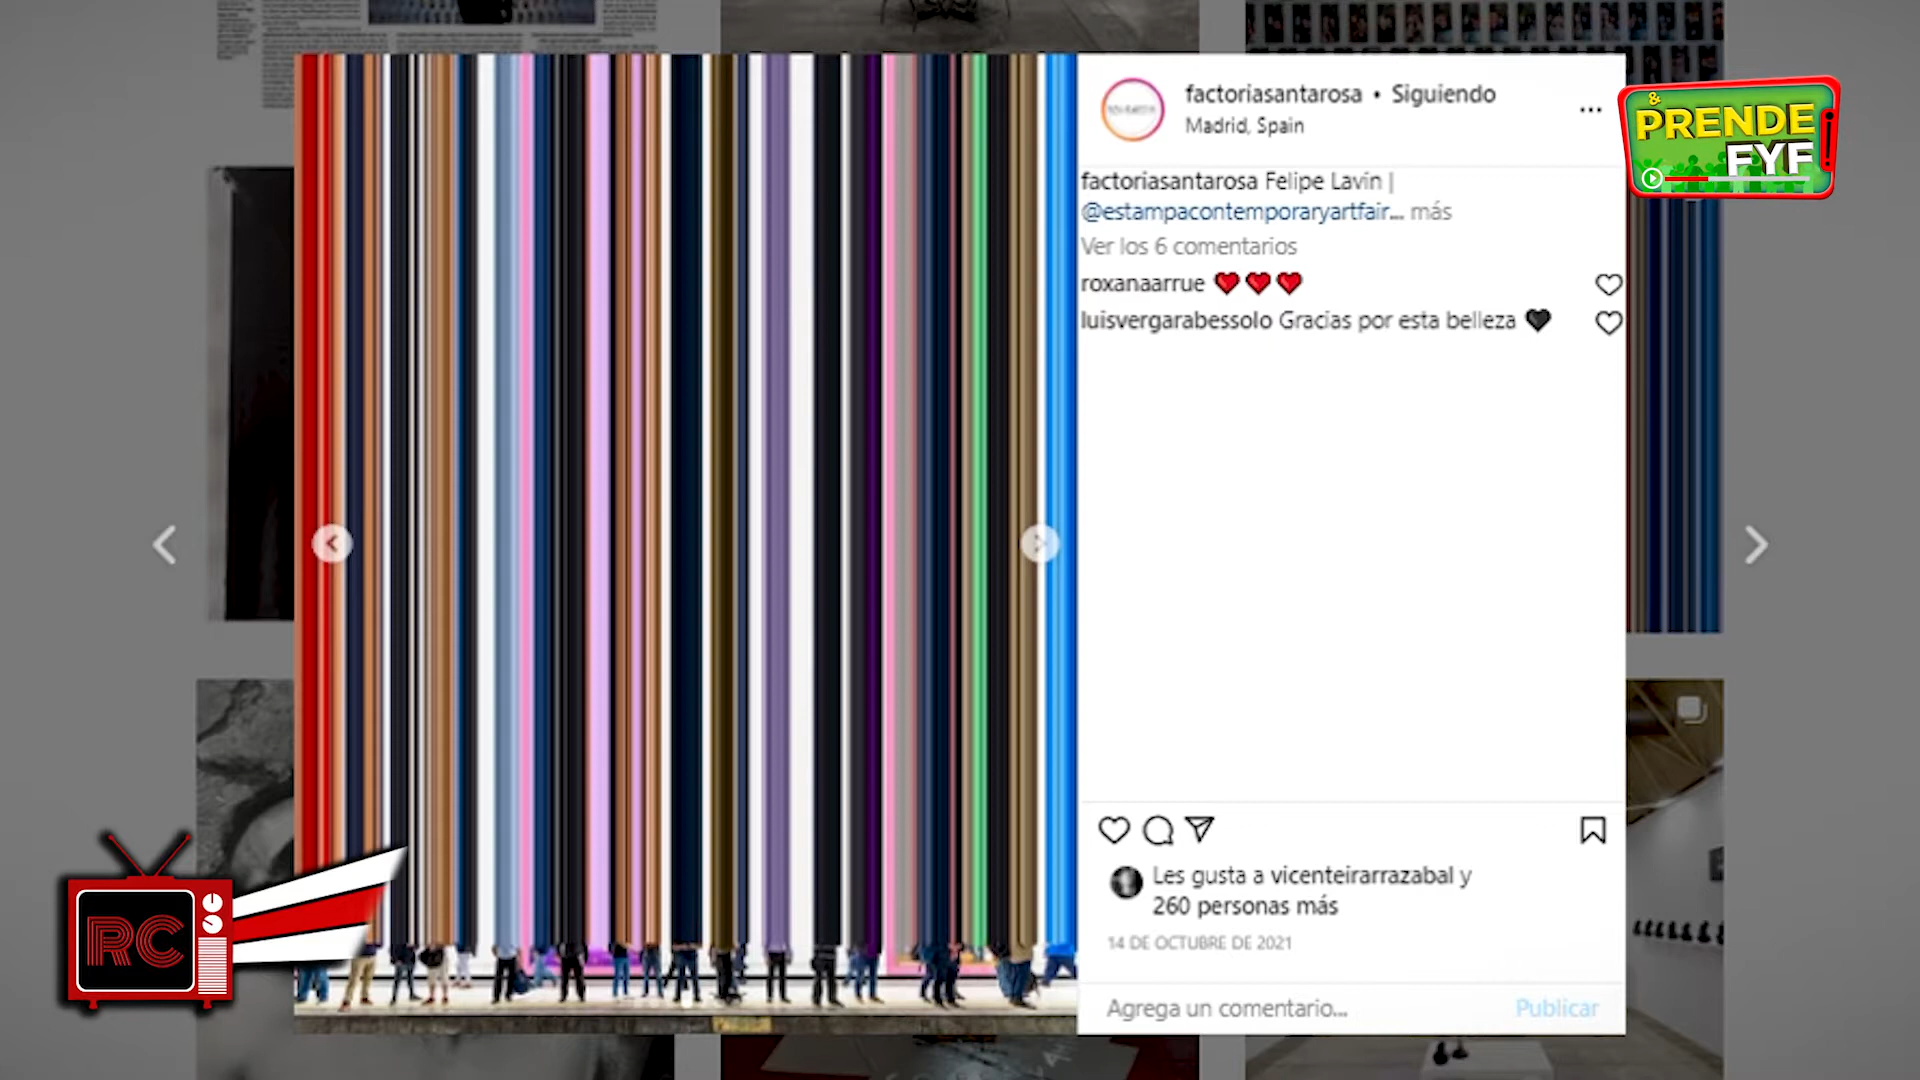 factoriasantarosa • Siguiendo
Madrid, Spain
factoriasantarosa Felipe Lavin |
@estampacontemporaryartfair... más
Ver los 6 comentarios
roxanaarrue ❤❤❤
luisvergarabessolo Gracias por esta belleza 🖤
Les gusta a vicenteirarrazabal y
260 personas más
14 DE OCTUBRE DE 2021
Agrega un comentario...
Publicar
&
PRENDE
FYF
RC